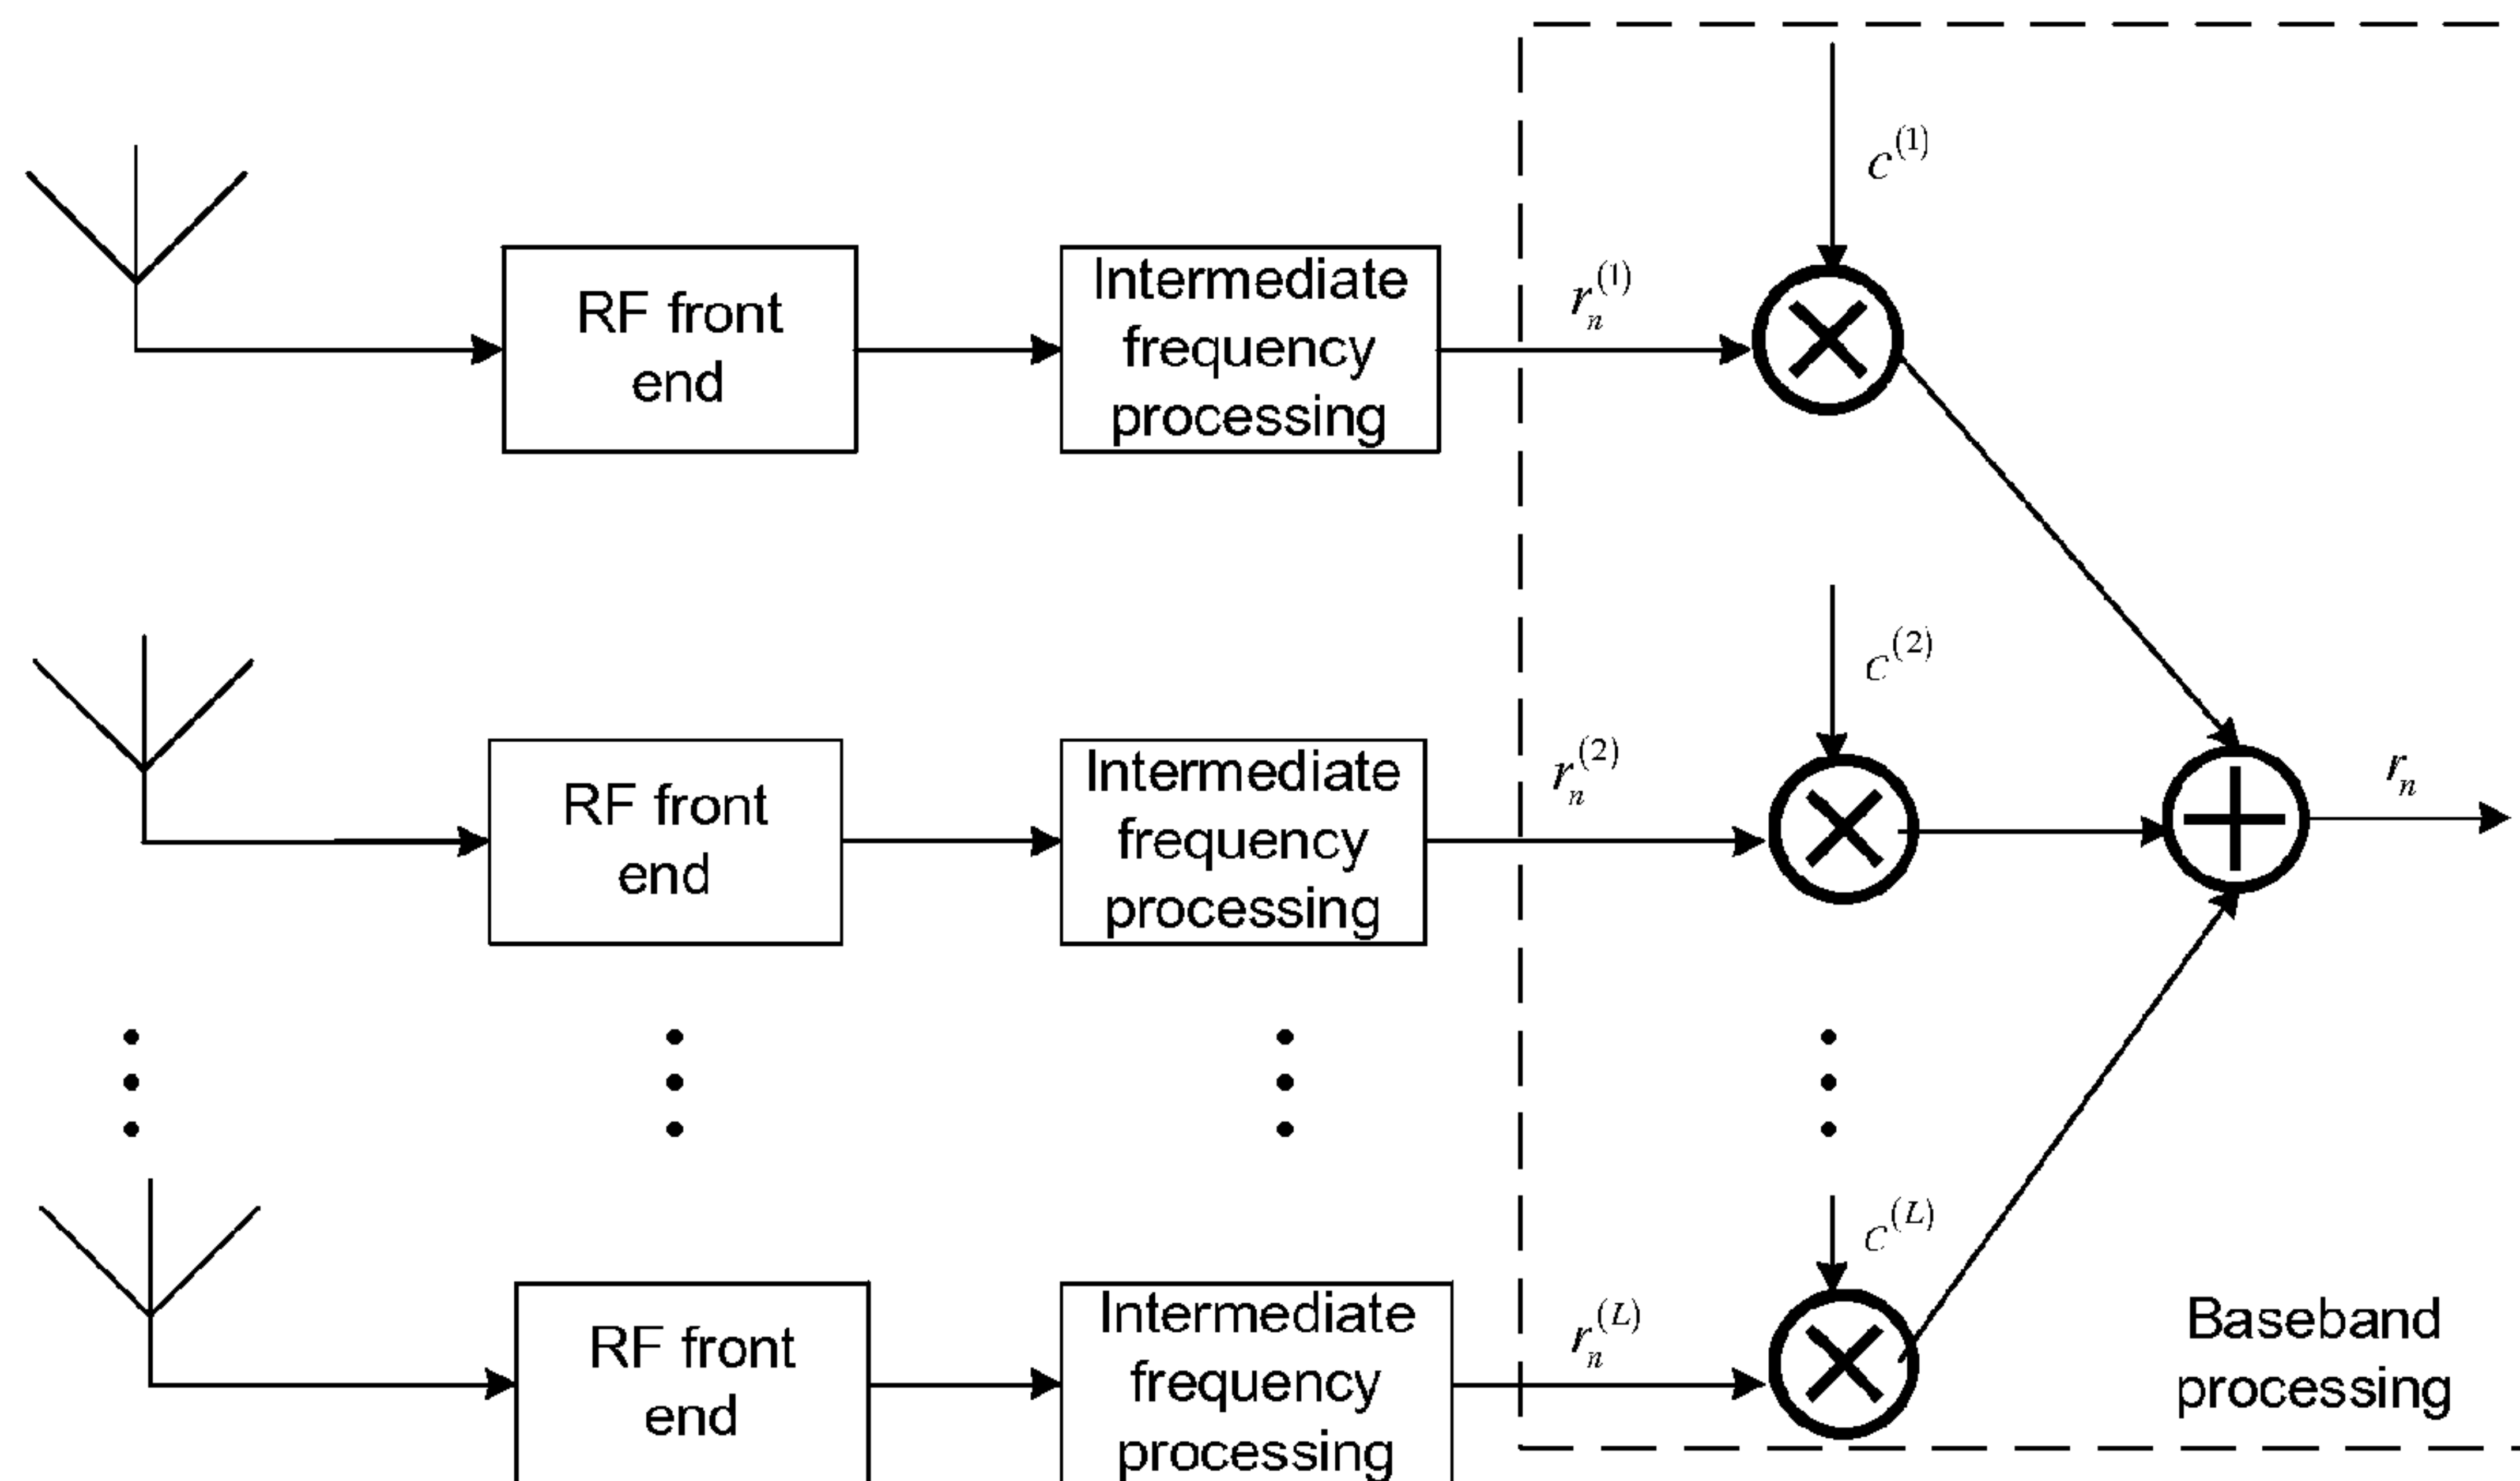 c^(1)
RF front
end
Intermediate
frequency
processing
r_n^(1)
c^(2)
RF front
end
Intermediate
frequency
processing
r_n^(2)
r_n
c^(L)
RF front
end
Intermediate
frequency
processing
r_n^(L)
Baseband
processing